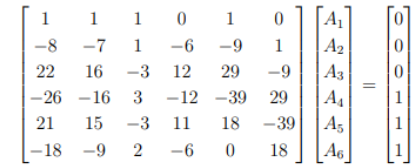 1 1 1 0 1 0 A₁ 0
−8 −7 1 −6 −9 1 A₂ 0
22 16 −3 12 29 −9 A₃ 0
−26 −16 3 −12 −39 29 A₄ = 1
21 15 −3 11 18 −39 A₅ 1
−18 −9 2 −6 0 18 A₆ 1